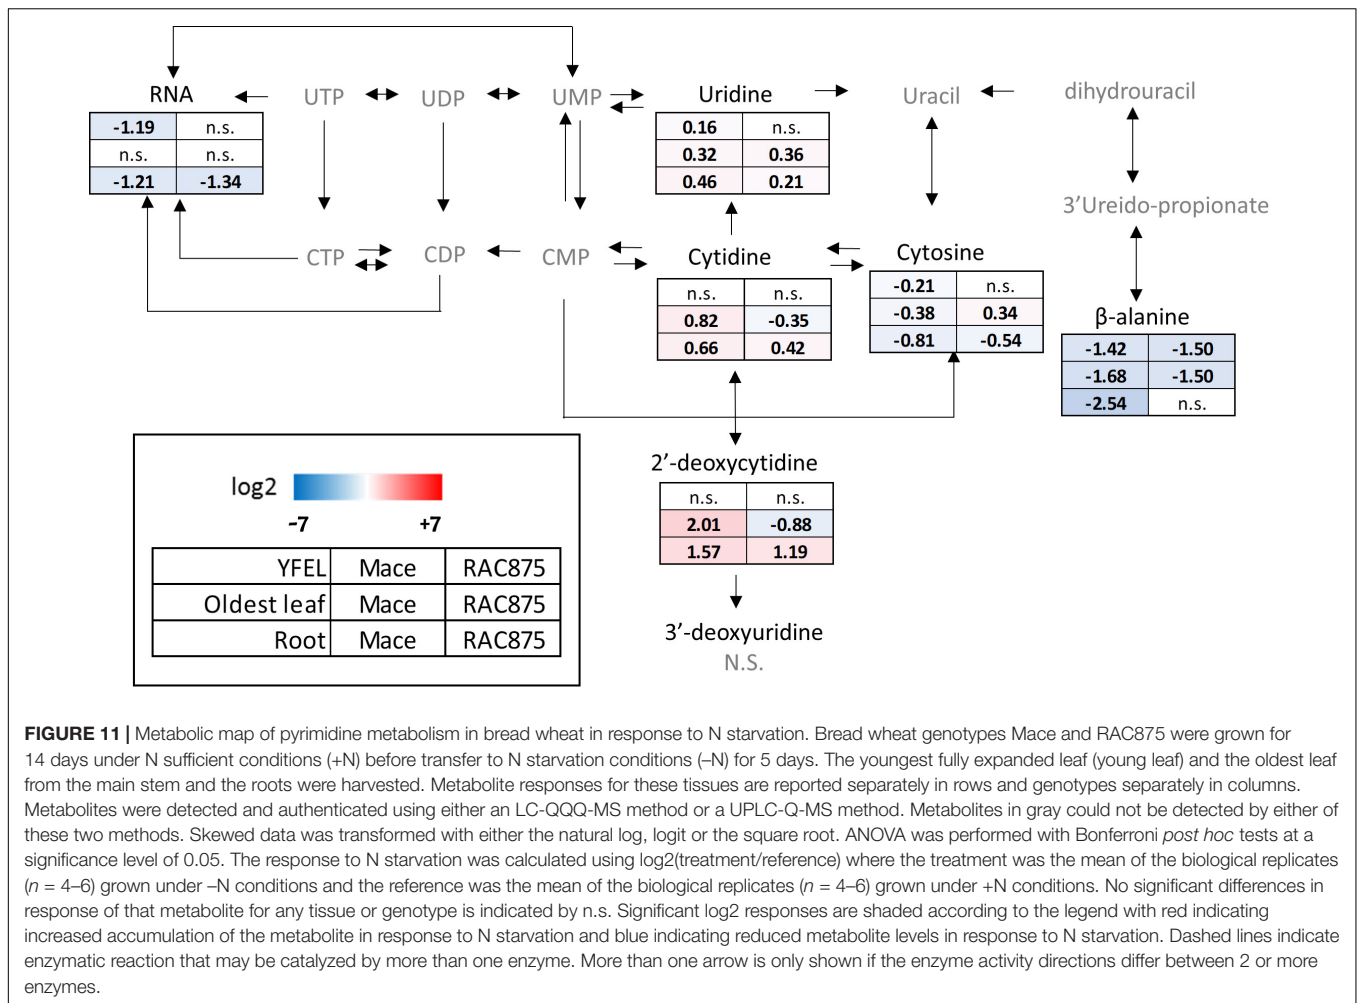 RNA
UTP
UDP
UMP
Uridine
Uracil
dihydrouracil
-1.19 n.s.
n.s. n.s.
-1.21 -1.34
0.16 n.s.
0.32 0.36
0.46 0.21
3'Ureido-propionate
CTP
CDP
CMP
Cytidine
Cytosine
n.s. n.s.
0.82 -0.35
0.66 0.42
-0.21 n.s.
-0.38 0.34
-0.81 -0.54
β-alanine
-1.42 -1.50
-1.68 -1.50
-2.54 n.s.
2'-deoxycytidine
n.s. n.s.
2.01 -0.88
1.57 1.19
3'-deoxyuridine
N.S.
log2
-7 +7
YFEL Mace RAC875
Oldest leaf Mace RAC875
Root Mace RAC875
FIGURE 11 | Metabolic map of pyrimidine metabolism in bread wheat in response to N starvation. Bread wheat genotypes Mace and RAC875 were grown for
14 days under N sufficient conditions (+N) before transfer to N starvation conditions (–N) for 5 days. The youngest fully expanded leaf (young leaf) and the oldest leaf
from the main stem and the roots were harvested. Metabolite responses for these tissues are reported separately in rows and genotypes separately in columns.
Metabolites were detected and authenticated using either an LC-QQQ-MS method or a UPLC-Q-MS method. Metabolites in gray could not be detected by either of
these two methods. Skewed data was transformed with either the natural log, logit or the square root. ANOVA was performed with Bonferroni post hoc tests at a
significance level of 0.05. The response to N starvation was calculated using log2(treatment/reference) where the treatment was the mean of the biological replicates
(n = 4–6) grown under –N conditions and the reference was the mean of the biological replicates (n = 4–6) grown under +N conditions. No significant differences in
response of that metabolite for any tissue or genotype is indicated by n.s. Significant log2 responses are shaded according to the legend with red indicating
increased accumulation of the metabolite in response to N starvation and blue indicating reduced metabolite levels in response to N starvation. Dashed lines indicate
enzymatic reaction that may be catalyzed by more than one enzyme. More than one arrow is only shown if the enzyme activity directions differ between 2 or more
enzymes.